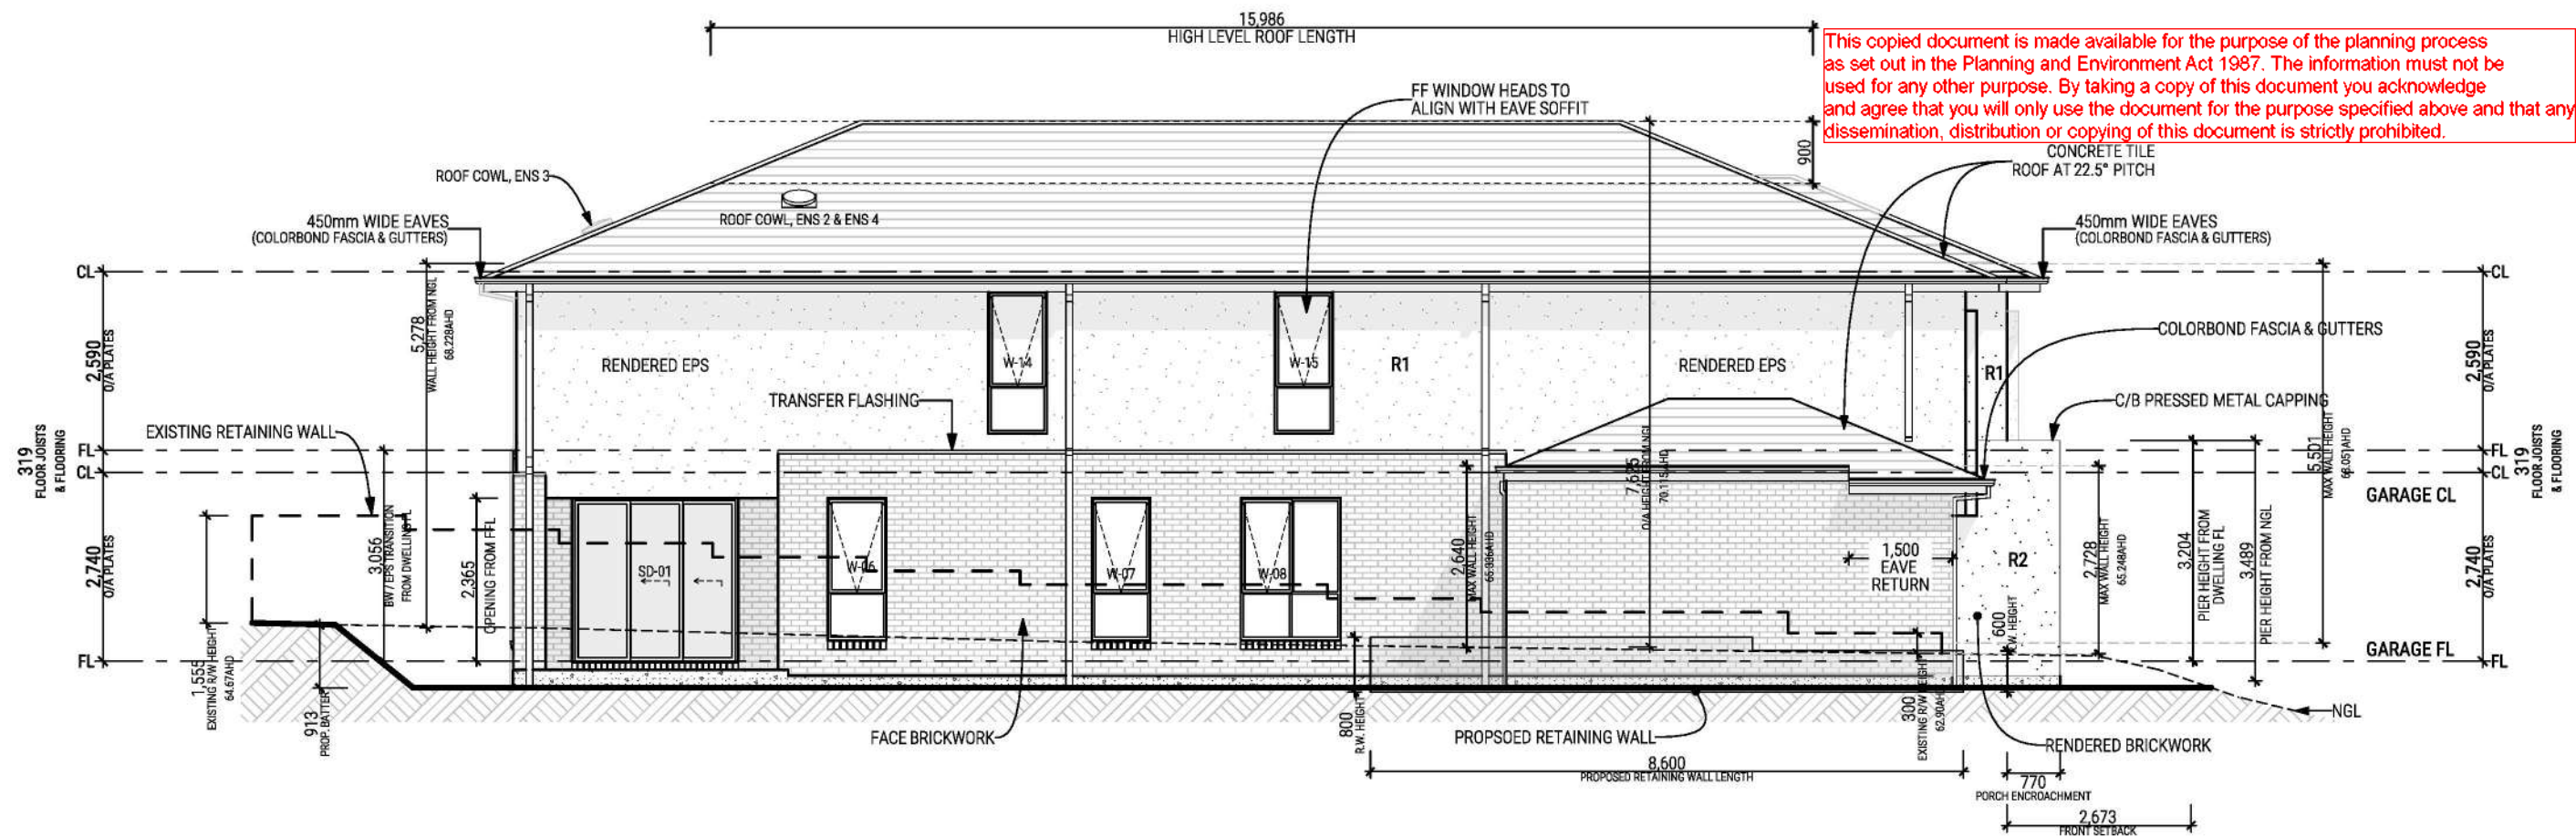 15,986
HIGH LEVEL ROOF LENGTH
This copied document is made available for the purpose of the planning process
as set out in the Planning and Environment Act 1987. The information must not be
used for any other purpose. By taking a copy of this document you acknowledge
and agree that you will only use the document for the purpose specified above and that any
dissemination, distribution or copying of this document is strictly prohibited.
FF WINDOW HEADS TO
ALIGN WITH EAVE SOFFIT
900
CONCRETE TILE
ROOF AT 22.5° PITCH
ROOF COWL, ENS 3
ROOF COWL, ENS 2 & ENS 4
450mm WIDE EAVES
(COLORBOND FASCIA & GUTTERS)
450mm WIDE EAVES
(COLORBOND FASCIA & GUTTERS)
CL
CL
2,590
O/A PLATES
5,278
WALL HEIGHT FROM NGL
68.228AHD
RENDERED EPS
W-14
W-15
R1
RENDERED EPS
R1
COLORBOND FASCIA & GUTTERS
2,590
O/A PLATES
TRANSFER FLASHING
C/B PRESSED METAL CAPPING
EXISTING RETAINING WALL
FL
CL
319
FLOOR JOISTS
& FLOORING
7,625
O/A HEIGHT FROM NGL
70.115AHD
5,501
MAX WALL HEIGHT
FL
CL
319
FLOOR JOISTS
& FLOORING
GARAGE CL
2,740
O/A PLATES
3,056
BW / EPS TRANSITION
FROM DWELLING FL
2,365
OPENING FROM FFL
SD-01
W-06
W-07
W-08
2,640
MAX WALL HEIGHT
1,500
EAVE
RETURN
R2
2,728
MAX WALL HEIGHT
65.248AHD
3,204
PIER HEIGHT FROM
DWELLING FL
3,489
PIER HEIGHT FROM NGL
2,740
O/A PLATES
600
R.W. HEIGHT
GARAGE FL
FL
FL
1,555
EXISTING R/W HEIGHT
64.67AHD
913
PROP. BATTER
FACE BRICKWORK
800
R.W. HEIGHT
PROPSOED RETAINING WALL
300
EXISTING R/W HEIGHT
62.90AHD
NGL
RENDERED BRICKWORK
8,600
PROPOSED RETAINING WALL LENGTH
770
PORCH ENCROACHMENT
2,673
FRONT SETBACK